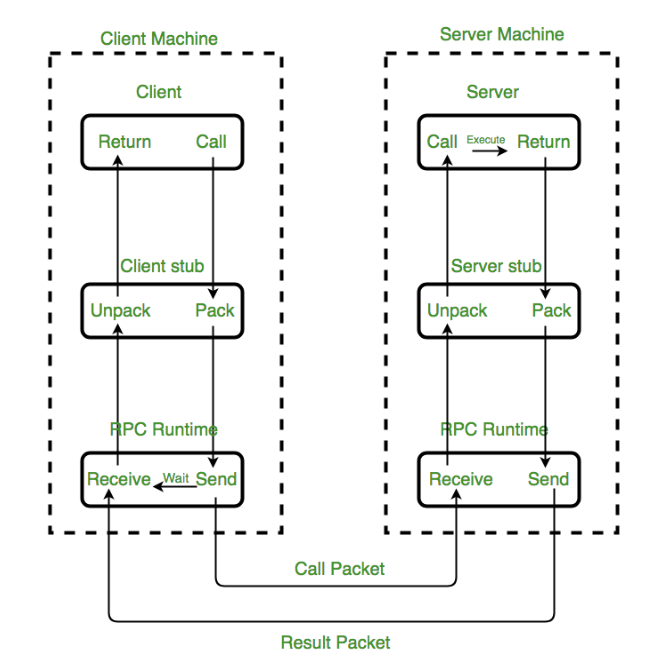 Client Machine
Server Machine
Client
Server
Return Call
Call Execute Return
Client stub
Server stub
Unpack Pack
Unpack Pack
RPC Runtime
RPC Runtime
Receive Wait Send
Receive Send
Call Packet
Result Packet